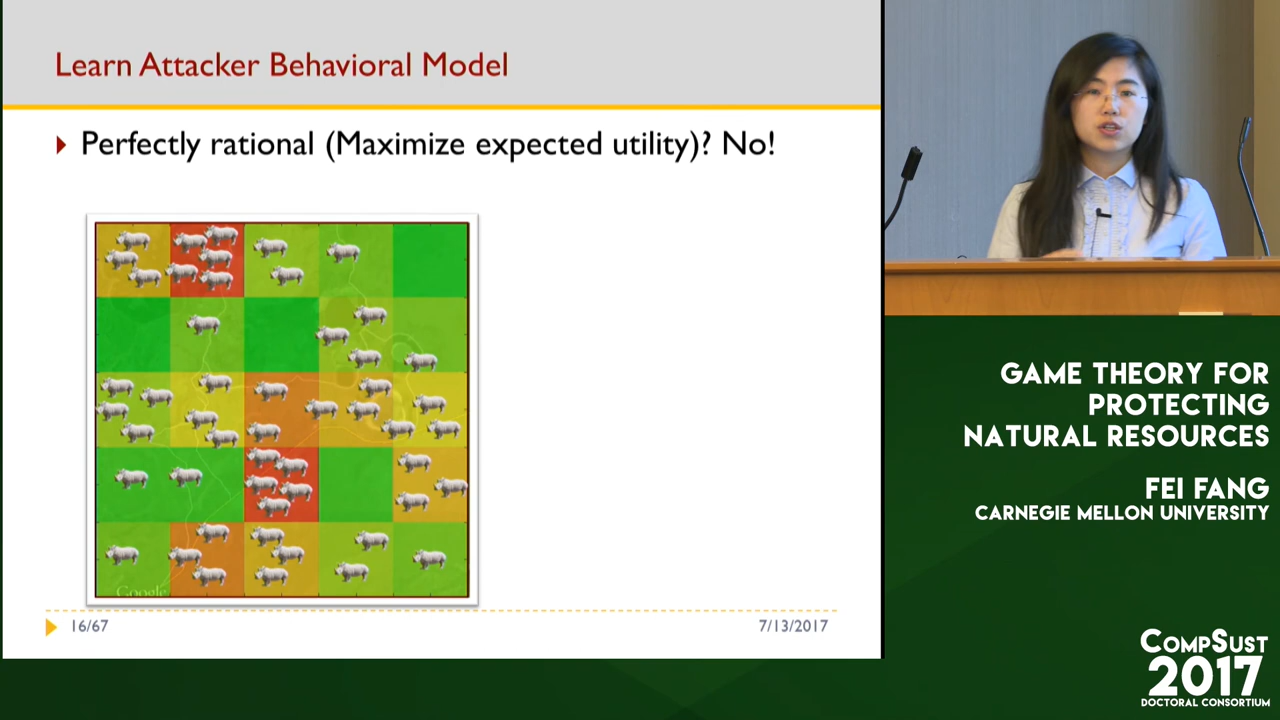 Learn Attacker Behavioral Model
Perfectly rational (Maximize expected utility)? No!
Google
16/67
7/13/2017
GAME THEORY FOR
PROTECTING
NATURAL RESOURCES
FEI FANG
CARNEGIE MELLON UNIVERSITY
COMPSUST
2017
DOCTORAL CONSORTIUM